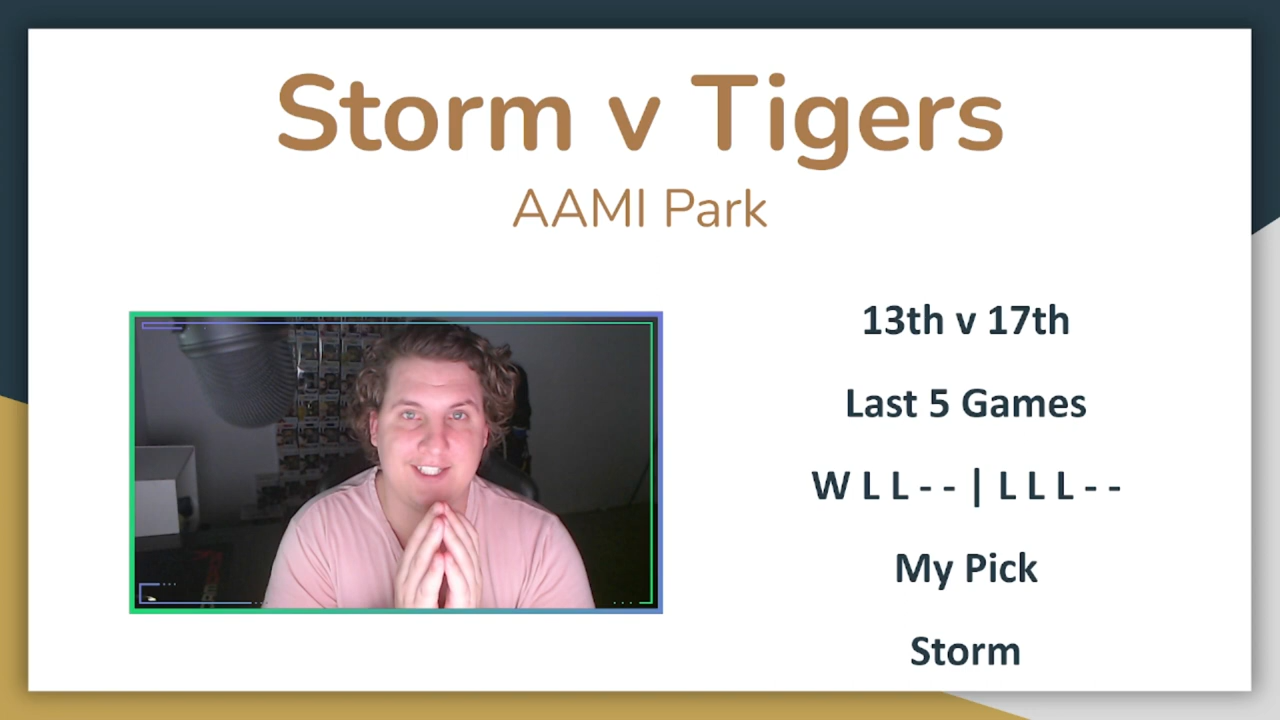 Storm v Tigers
AAMI Park
13th v 17th
Last 5 Games
W L L - - | L L L - -
My Pick
Storm